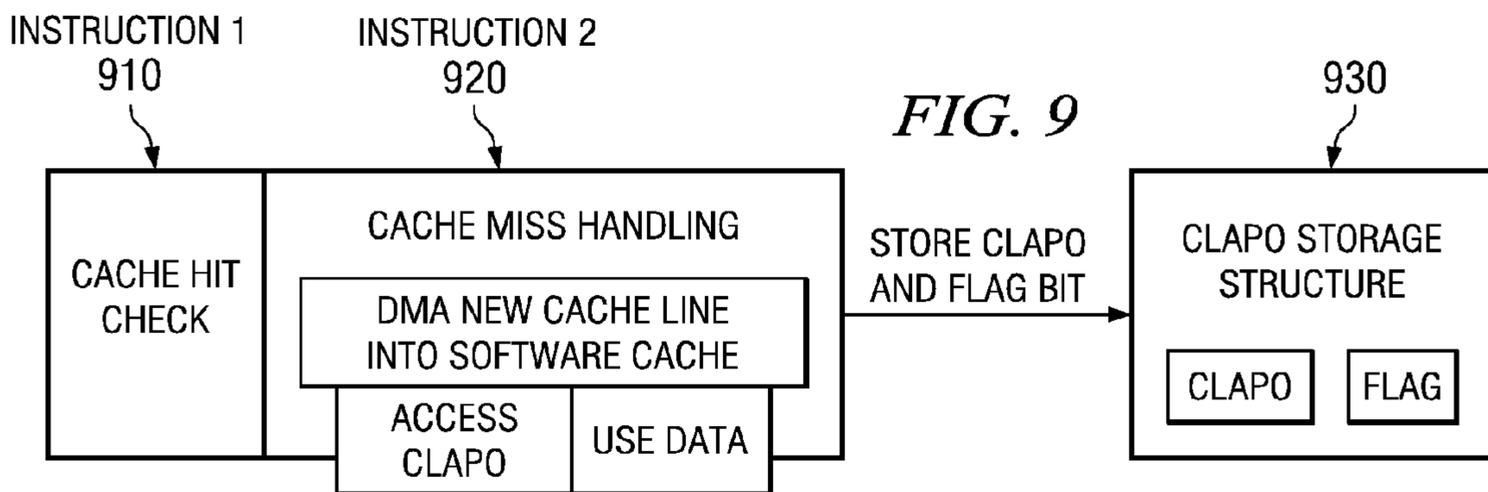 INSTRUCTION 1
910
INSTRUCTION 2
920
FIG. 9
930
CACHE HIT
CHECK
CACHE MISS HANDLING
DMA NEW CACHE LINE
INTO SOFTWARE CACHE
ACCESS
CLAPO
USE DATA
STORE CLAPO
AND FLAG BIT
CLAPO STORAGE
STRUCTURE
CLAPO
FLAG